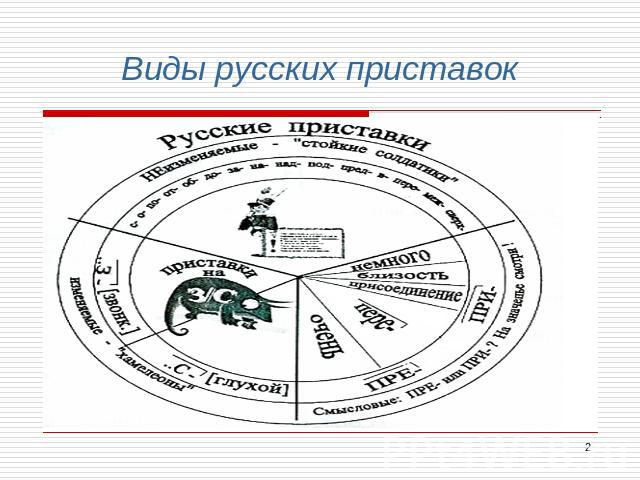 Виды русских приставок
Русские приставки
НЕизменяемые - "стойкие солдатики"
с- о- по- от- об- до- за- на- над- под- пред- в- пере- меж- сверх-
приставки
на
З/С
..З - [звонк.]
изменяемые - "хамелеоны"
..С - [глухой]
немного
близость
присоединение
ПРИ-
пере-
очень
ПРЕ-
Смысловые: ПРЕ- или ПРИ- ? На значенье смотри!
2